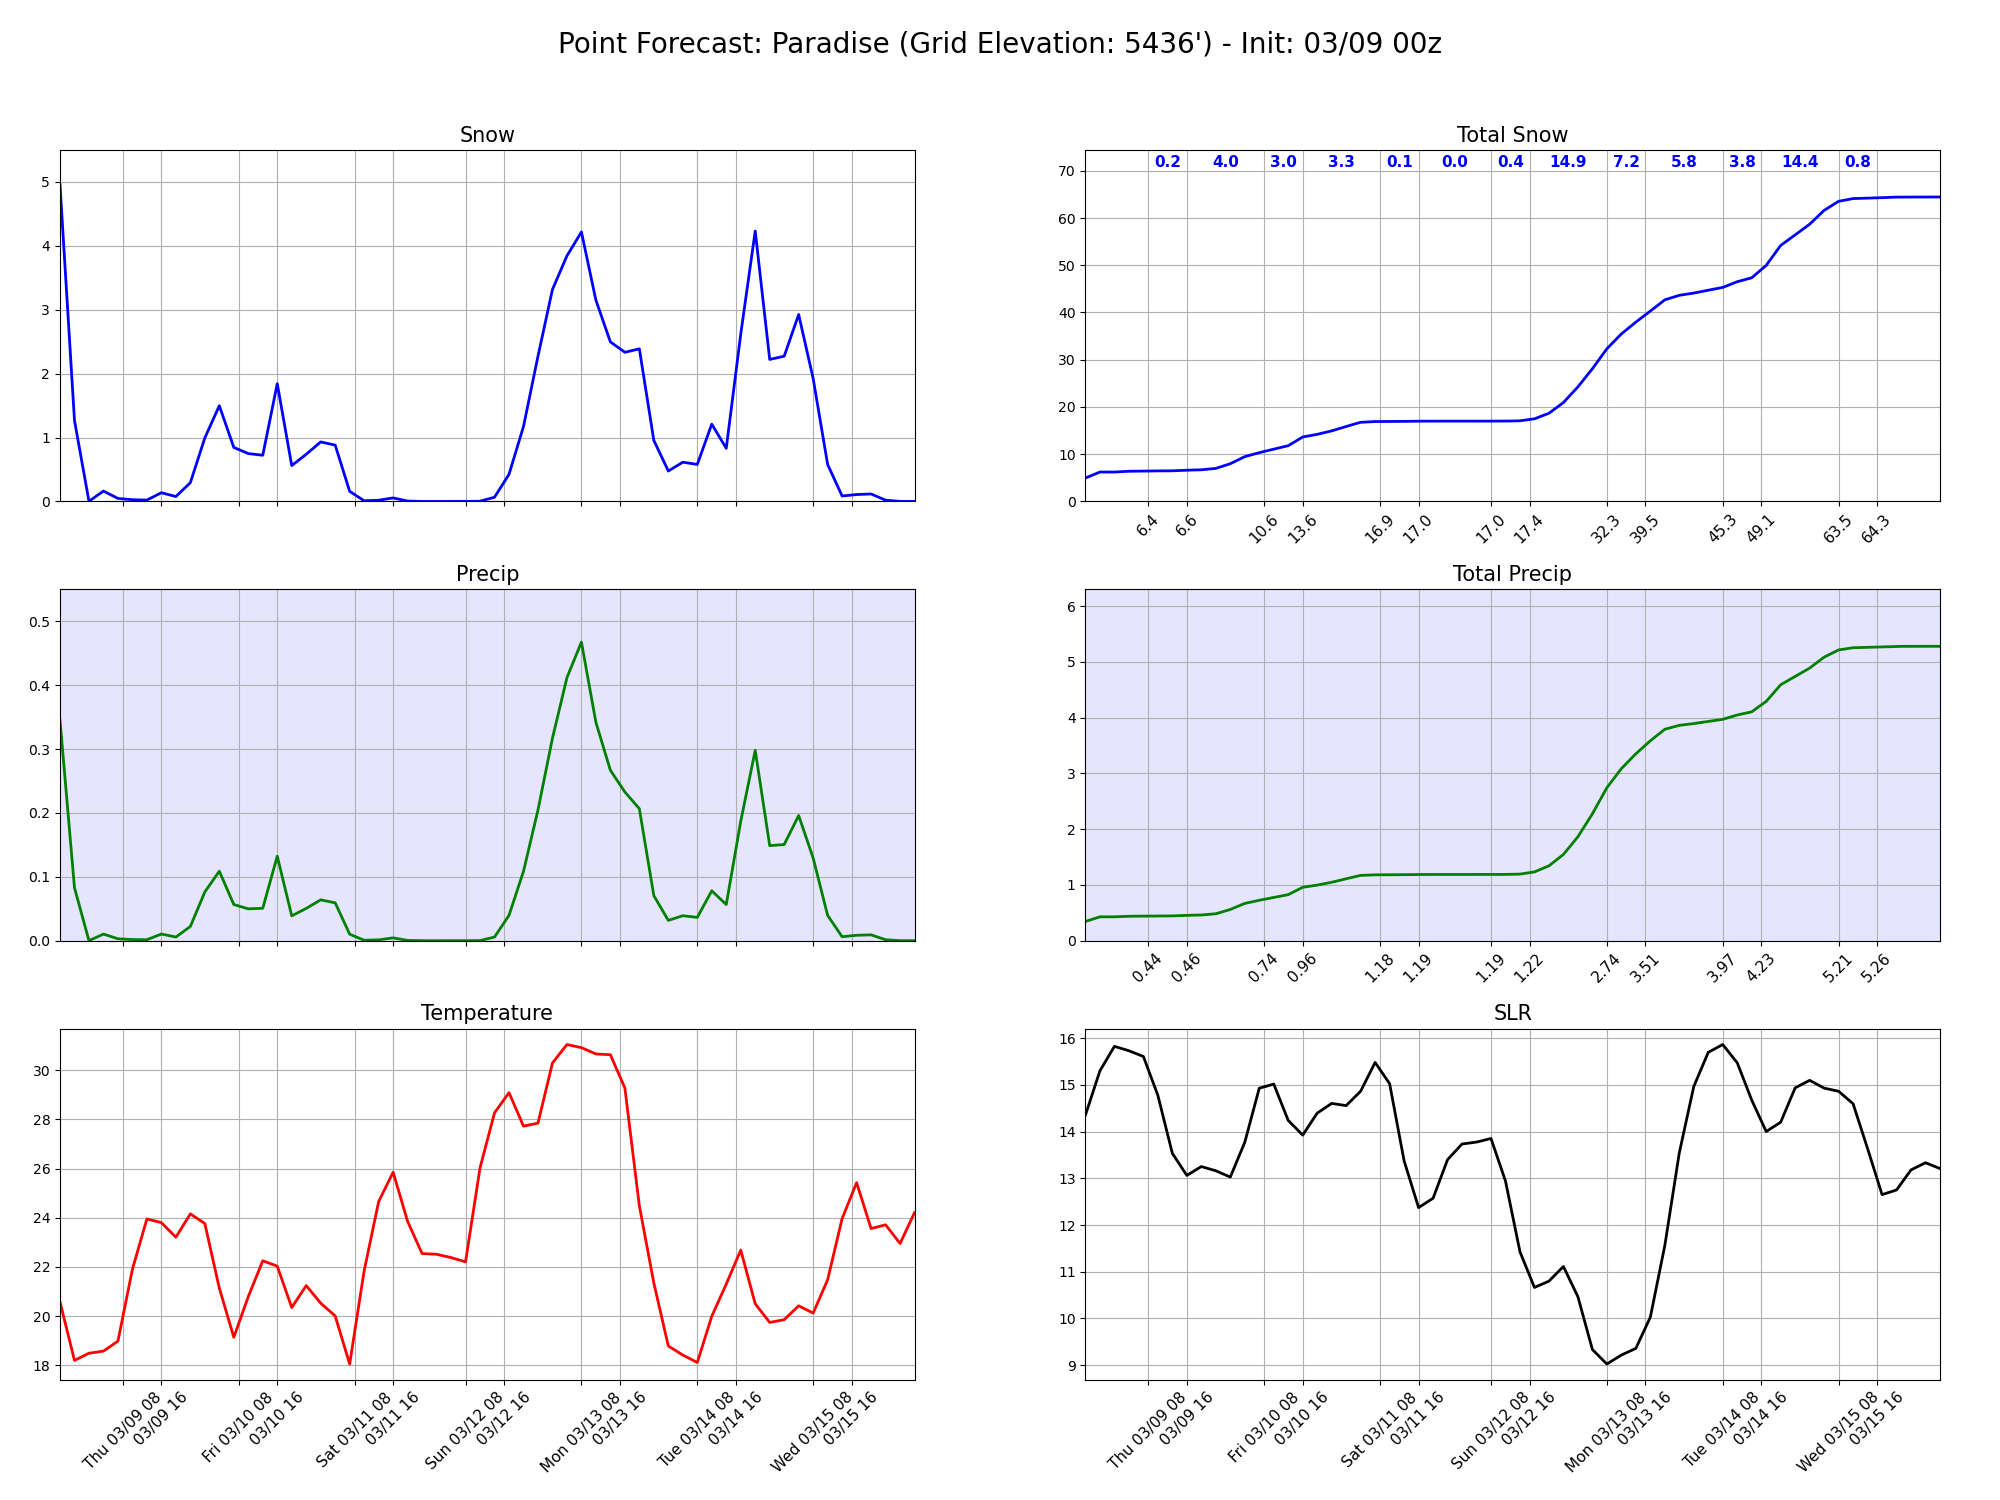 Point Forecast: Paradise (Grid Elevation: 5436') - Init: 03/09 00z
Snow
5
4
3
2
1
0
Total Snow
0.2 4.0 3.0 3.3 0.1 0.0 0.4 14.9 7.2 5.8 3.8 14.4 0.8
70
60
50
40
30
20
10
0
6.4 6.6 10.6 13.6 16.9 17.0 17.0 17.4 32.3 39.5 45.3 49.1 63.5 64.3
Precip
0.5
0.4
0.3
0.2
0.1
0.0
Total Precip
6
5
4
3
2
1
0
0.44 0.46 0.74 0.96 1.18 1.19 1.19 1.22 2.74 3.51 3.97 4.23 5.21 5.26
Temperature
30
28
26
24
22
20
18
Thu 03/09 08
03/09 16
Fri 03/10 08
03/10 16
Sat 03/11 08
03/11 16
Sun 03/12 08
03/12 16
Mon 03/13 08
03/13 16
Tue 03/14 08
03/14 16
Wed 03/15 08
03/15 16
SLR
16
15
14
13
12
11
10
9
Thu 03/09 08
03/09 16
Fri 03/10 08
03/10 16
Sat 03/11 08
03/11 16
Sun 03/12 08
03/12 16
Mon 03/13 08
03/13 16
Tue 03/14 08
03/14 16
Wed 03/15 08
03/15 16